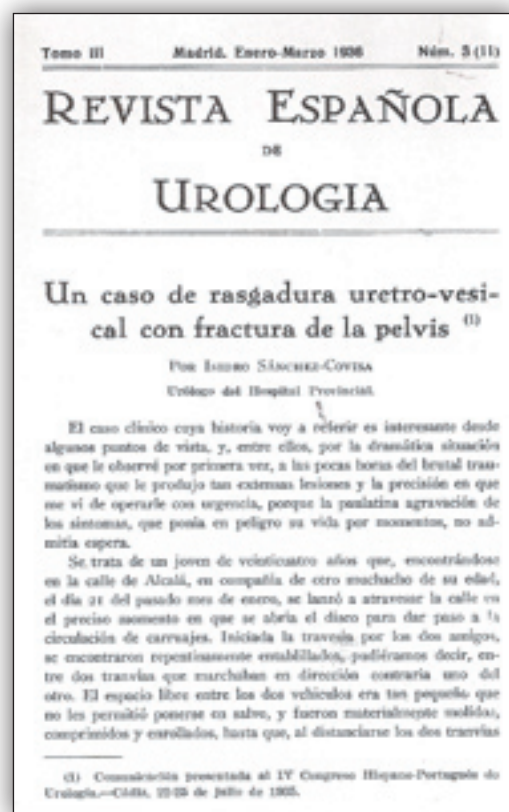 Tomo III Madrid, Enero-Marzo 1936 Núm. 3 (11)
REVISTA ESPAÑOLA
DE
UROLOGIA
Un caso de rasgadura uretro-vesi-
cal con fractura de la pelvis (1)
POR ISIDRO SÁNCHEZ-COVISA
Urólogo del Hospital Provincial.
El caso clínico cuya historia voy a referir es interesante desde
algunos puntos de vista, y, entre ellos, por la dramática situación
en que le observé por primera vez, a las pocas horas del brutal trau-
matismo que le produjo tan extensas lesiones y la precisión en que
me vi de operarle con urgencia, porque la paulatina agravación de
los síntomas, que ponía en peligro su vida por momentos, no ad-
mitía espera.
Se trata de un joven de veinticuatro años que, encontrándose
en la calle de Alcalá, en compañía de otro muchacho de su edad,
el día 21 del pasado mes de enero, se lanzó a atravesar la calle en
el preciso momento en que se abría el disco para dar paso a la
circulación de carruajes. Iniciada la travesía por los dos amigos,
se encontraron repentinamente entablillados, pudiéramos decir, en-
tre dos tranvías que marchaban en dirección contraria uno del
otro. El espacio libre entre los dos vehículos era tan pequeño que
no les permitió ponerse en salvo, y fueron materialmente molidos,
comprimidos y enrollados, hasta que, al distanciarse los dos tranvías
(1) Comunicación presentada al IV Congreso Hispano-Portugués de
Urología.—Cádiz, 22-25 de julio de 1935.